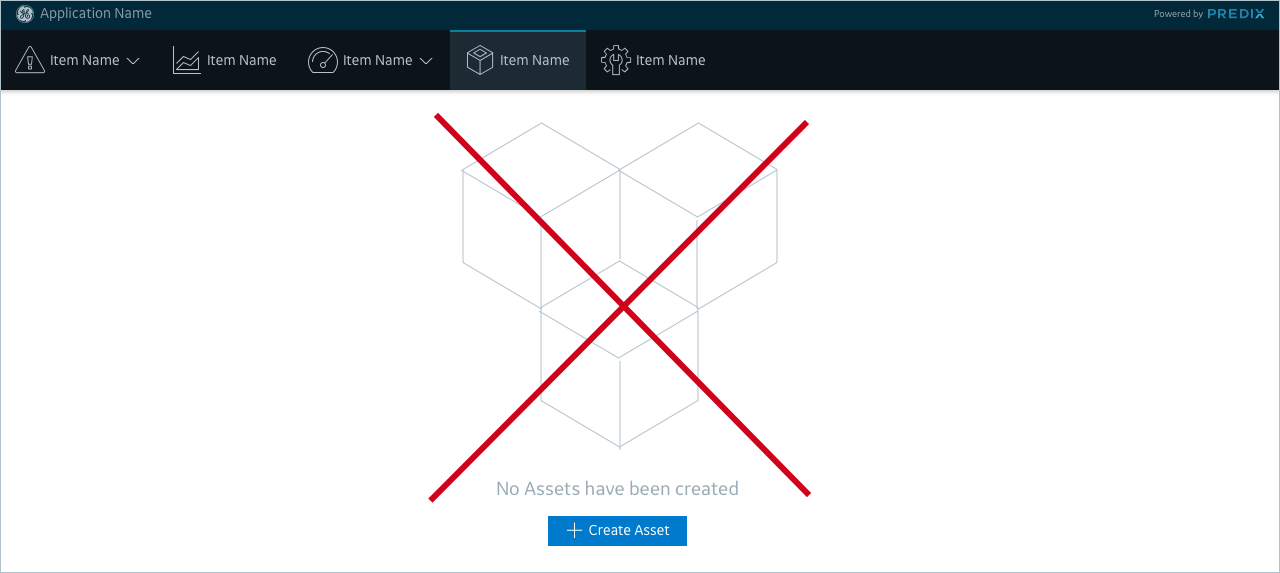 Application Name
Powered by PREDIX
Item Name
Item Name
Item Name
Item Name
Item Name
No Assets have been created
Create Asset